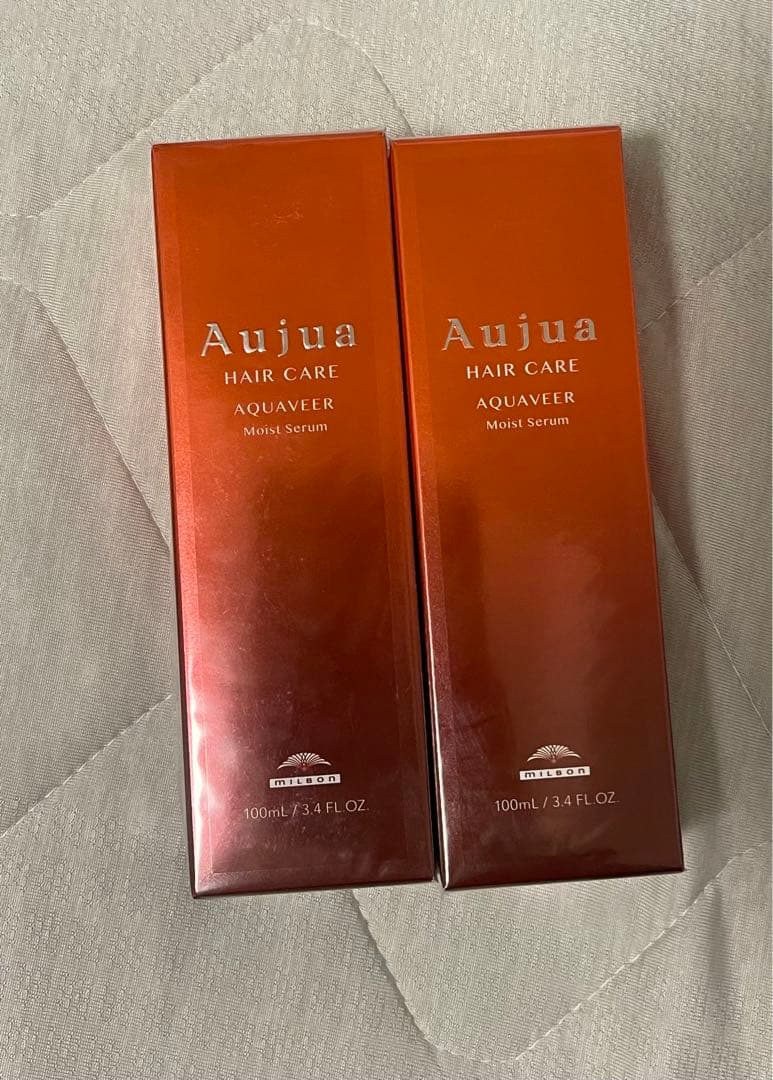 Aujua
HAIR CARE
AQUAVEER
Moist Serum
MILBON
100mL / 3.4 FL.OZ.
Aujua
HAIR CARE
AQUAVEER
Moist Serum
MILBON
100mL / 3.4 FL.OZ.